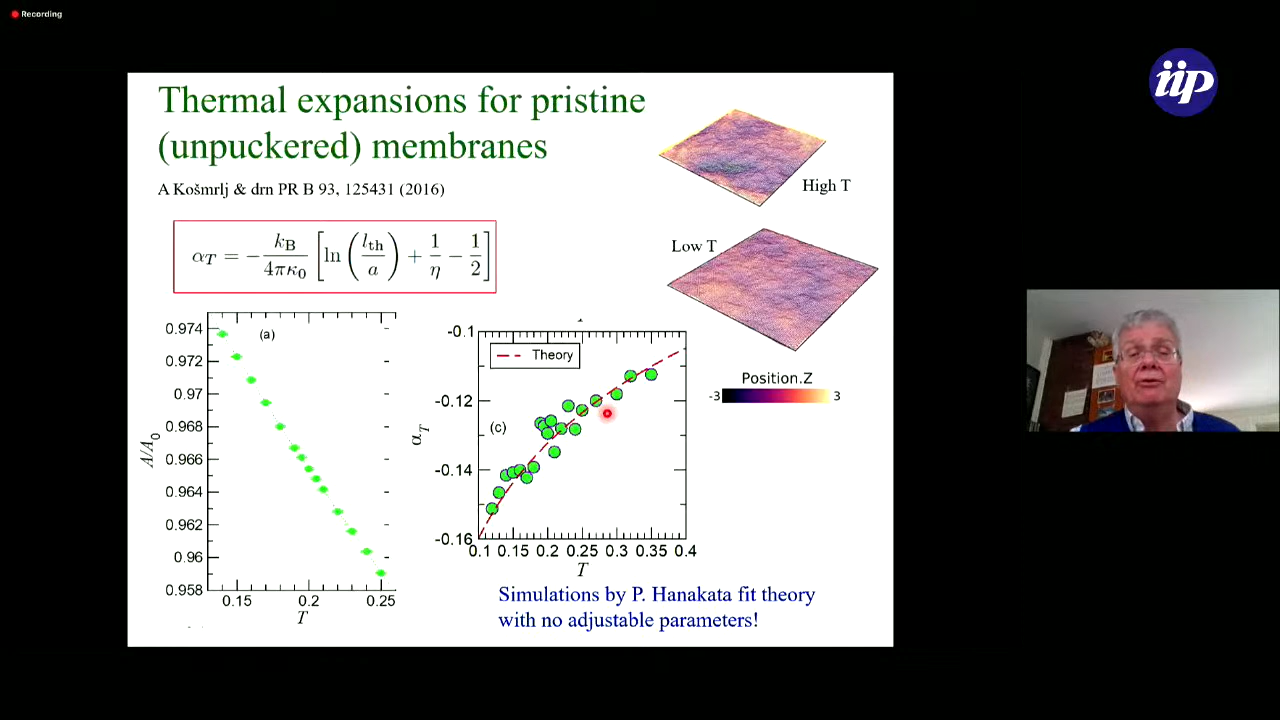 Recording
iip
Thermal expansions for pristine
(unpuckered) membranes
A Košmrlj & drn PR B 93, 125431 (2016)
High T
Low T
α_T = − k_B / 4πκ_0 [ ln ( l_th / a ) + 1/η − 1/2 ]
(a)
0.974
0.972
0.97
0.968
0.966
0.964
0.962
0.96
0.958
A/A_0
0.15 0.2 0.25
T
Theory
(c)
-0.1
-0.12
-0.14
-0.16
α_T
0.1 0.15 0.2 0.25 0.3 0.35 0.4
T
Position.Z
-3 3
Simulations by P. Hanakata fit theory
with no adjustable parameters!